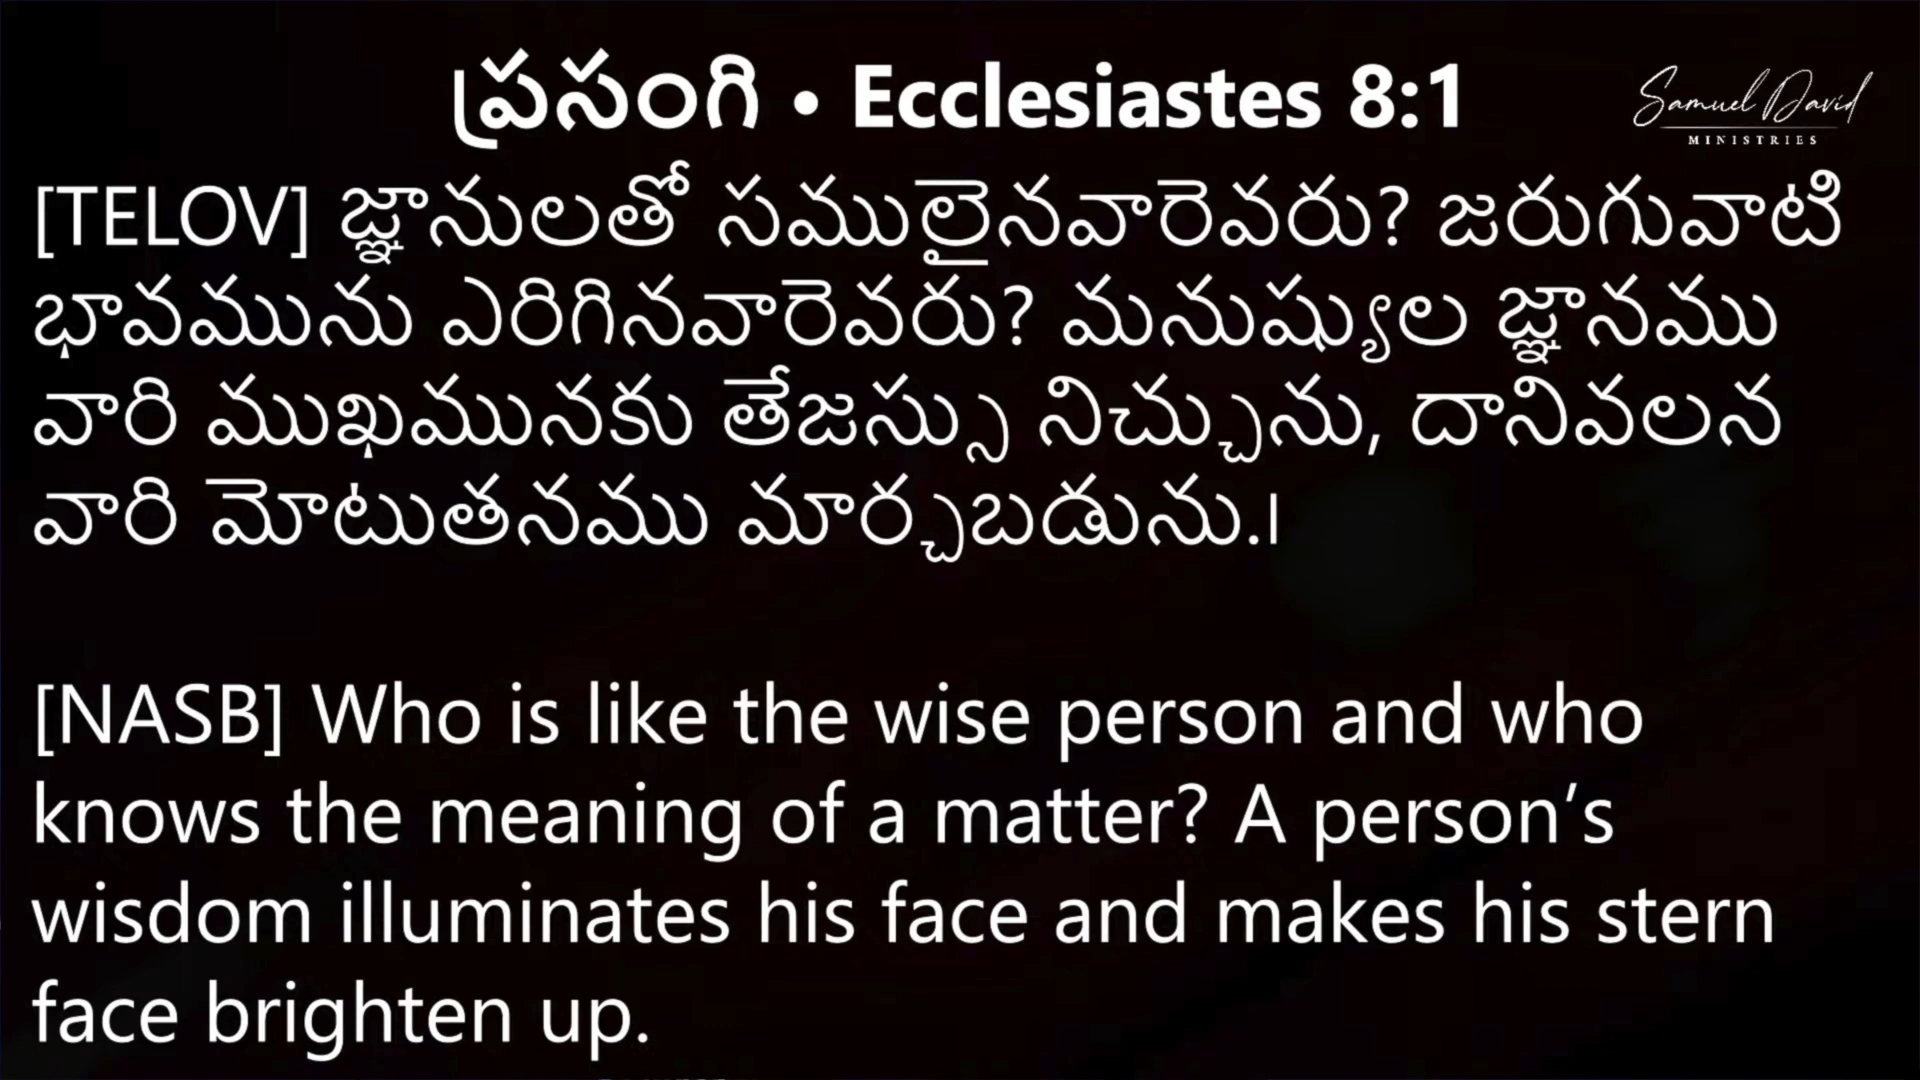 ప్రసంగి • Ecclesiastes 8:1
Samuel David
MINISTRIES
[TELOV] జ్ఞానులతో సములైనవారెవరు? జరుగువాటి
భావమును ఎరిగినవారెవరు? మనుష్యుల జ్ఞానము
వారి ముఖమునకు తేజస్సు నిచ్చును, దానివలన
వారి మోటుతనము మార్చబడును.।
[NASB] Who is like the wise person and who
knows the meaning of a matter? A person’s
wisdom illuminates his face and makes his stern
face brighten up.